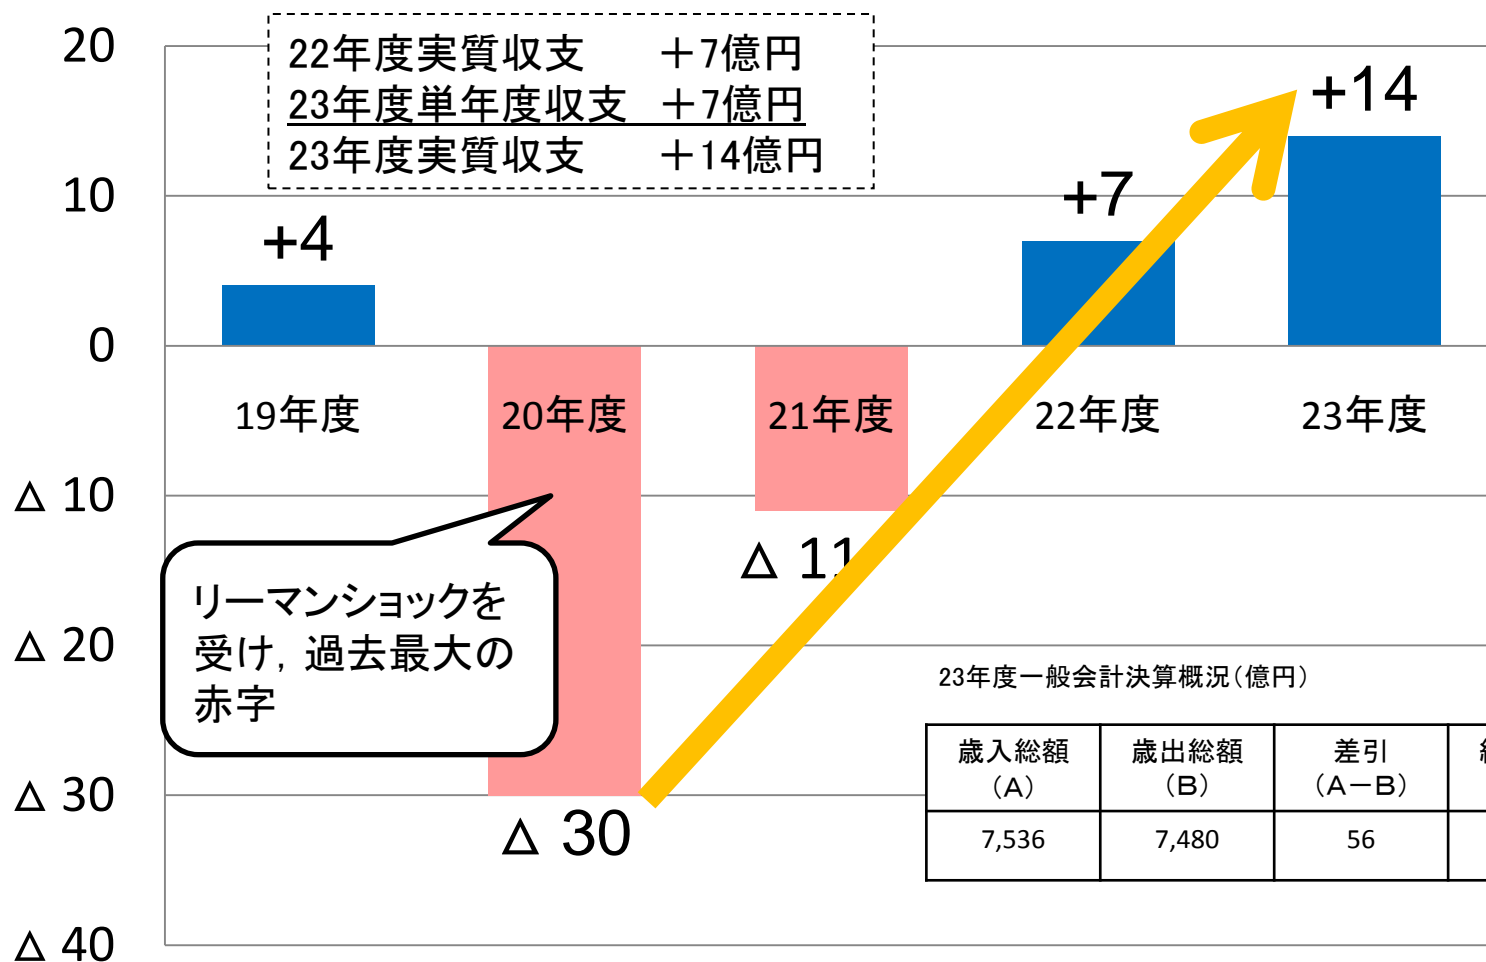 20
10
0
△ 10
△ 20
△ 30
△ 40
22年度実質収支 ＋7億円
23年度単年度収支 ＋7億円
23年度実質収支 ＋14億円
+4
+7
+14
19年度
20年度
21年度
22年度
23年度
△ 11
△ 30
リーマンショックを
受け，過去最大の
赤字
23年度一般会計決算概況（億円）
歳入総額 歳出総額 差引
（A） （B） （A－B）
7,536 7,480 56